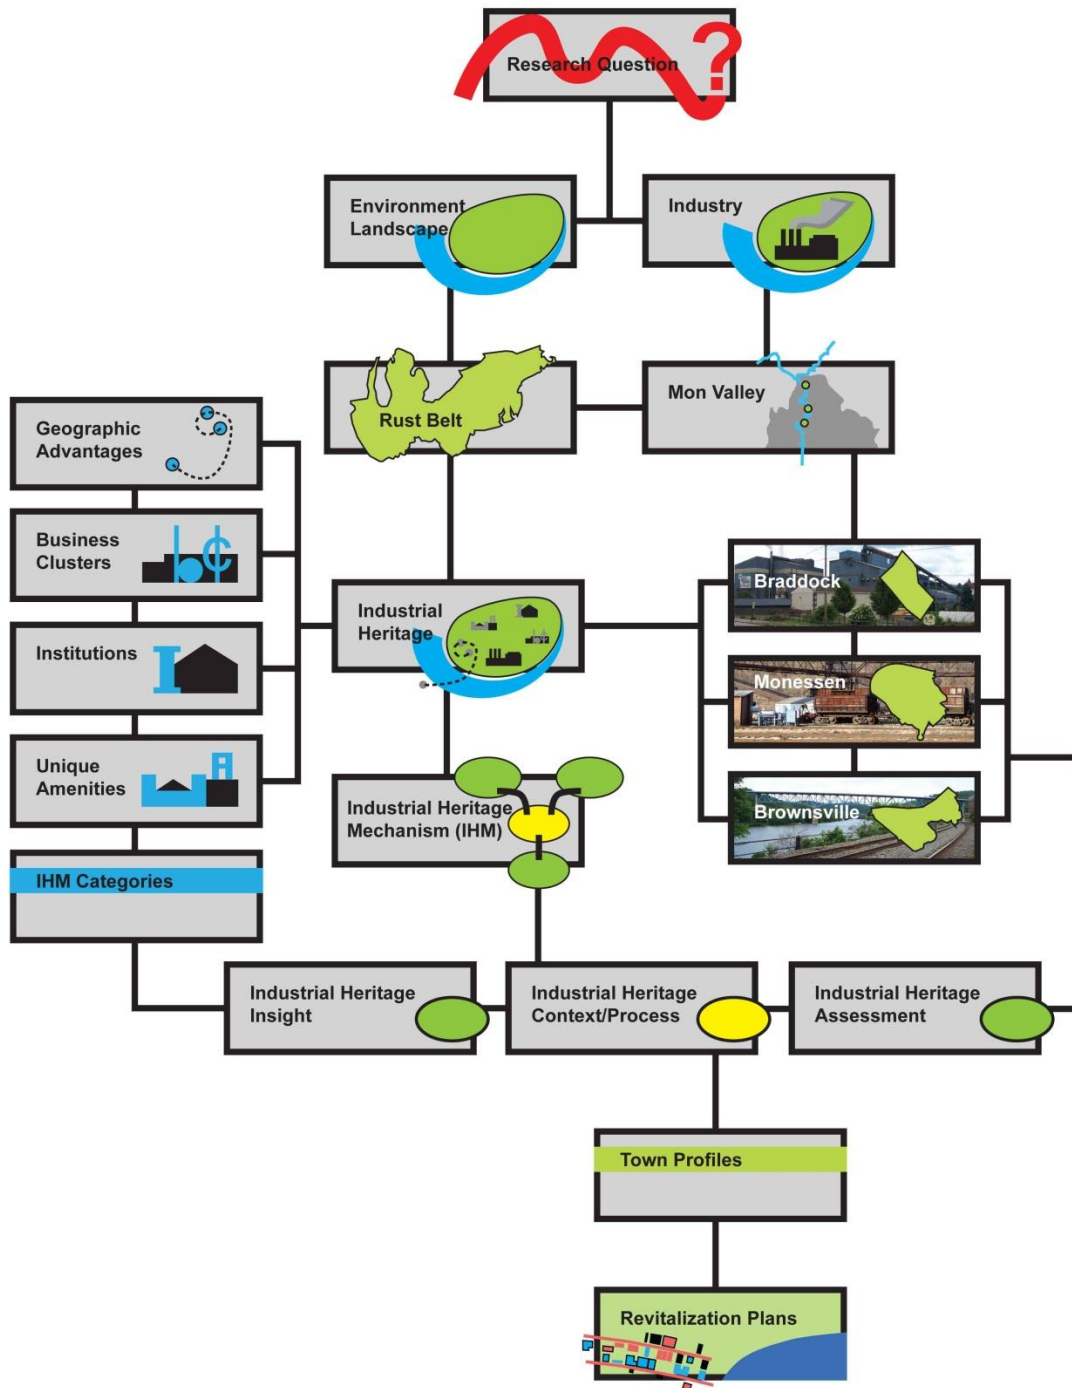 Research Question
?
Environment
Landscape
Industry
Rust Belt
Mon Valley
Geographic
Advantages
Business
Clusters
b¢
Institutions
I
Unique
Amenities
IHM Categories
Industrial
Heritage
Braddock
Monessen
Brownsville
Industrial Heritage
Mechanism (IHM)
Industrial Heritage
Insight
Industrial Heritage
Context/Process
Industrial Heritage
Assessment
Town Profiles
Revitalization Plans